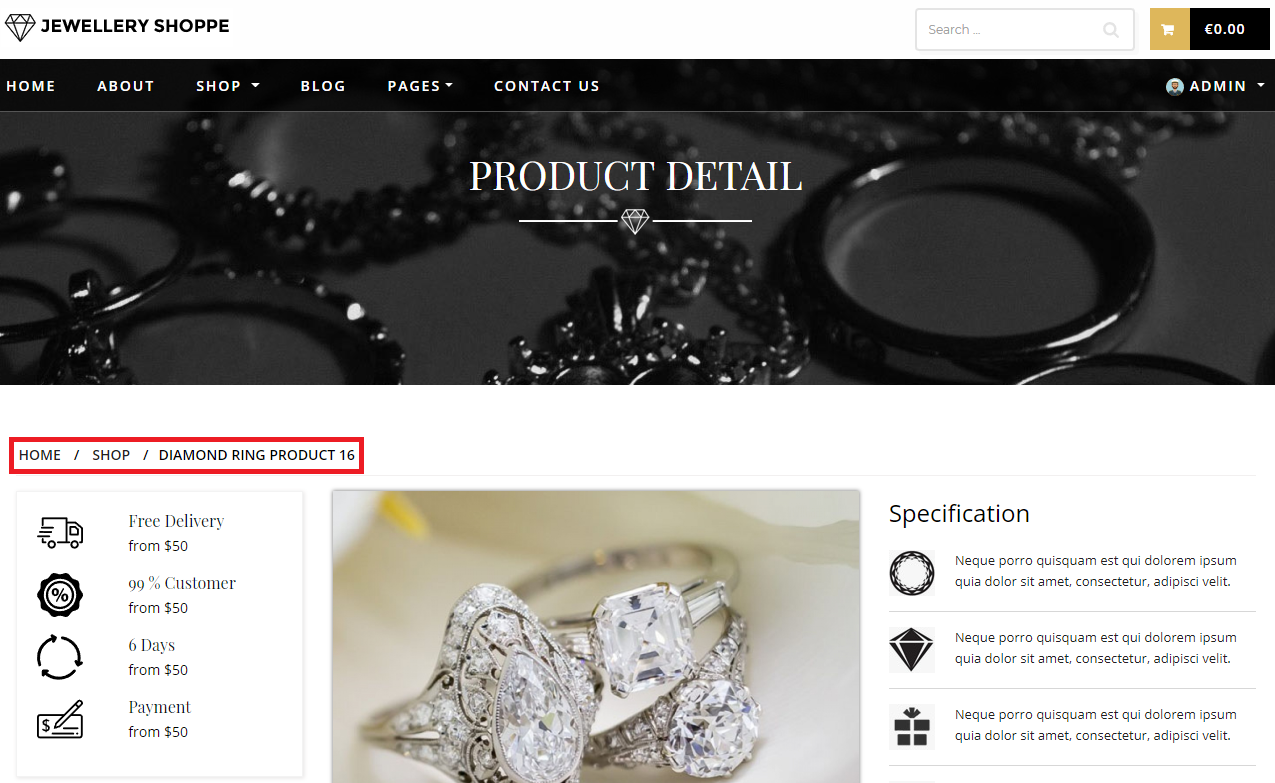 JEWELLERY SHOPPE
Search ...
€0.00
HOME ABOUT SHOP BLOG PAGES CONTACT US ADMIN
PRODUCT DETAIL
HOME / SHOP / DIAMOND RING PRODUCT 16
Free Delivery
from $50
99 % Customer
from $50
6 Days
from $50
Payment
from $50
Specification
Neque porro quisquam est qui dolorem ipsum
quia dolor sit amet, consectetur, adipisci velit.
Neque porro quisquam est qui dolorem ipsum
quia dolor sit amet, consectetur, adipisci velit.
Neque porro quisquam est qui dolorem ipsum
quia dolor sit amet, consectetur, adipisci velit.